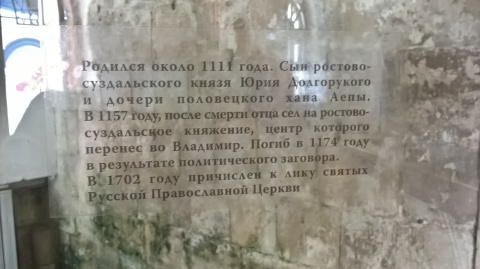 Родился около 1111 года. Сын ростово-
суздальского князя Юрия Долгорукого
и дочери половецкого хана Аепы.
В 1157 году, после смерти отца сел на ростово-
суздальское княжение, центр которого
перенес во Владимир. Погиб в 1174 году
в результате политического заговора.
В 1702 году причислен к лику святых
Русской Православной Церкви